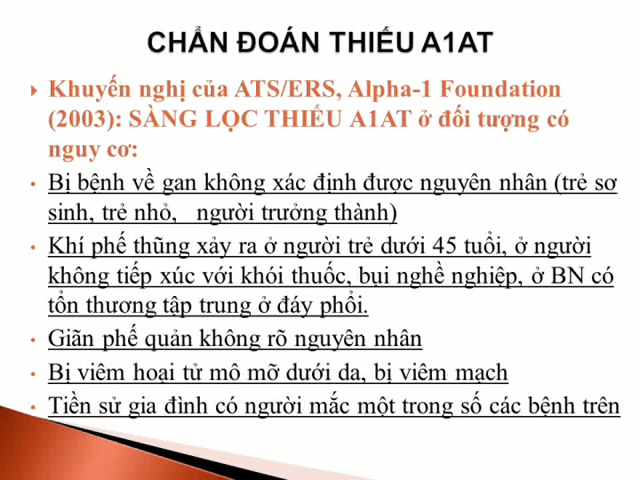 CHẨN ĐOÁN THIẾU A1AT
Khuyến nghị của ATS/ERS, Alpha-1 Foundation
(2003): SÀNG LỌC THIẾU A1AT ở đối tượng có
nguy cơ:
• Bị bệnh về gan không xác định được nguyên nhân (trẻ sơ
sinh, trẻ nhỏ, người trưởng thành)
• Khí phế thũng xảy ra ở người trẻ dưới 45 tuổi, ở người
không tiếp xúc với khói thuốc, bụi nghề nghiệp, ở BN có
tổn thương tập trung ở đáy phổi.
• Giãn phế quản không rõ nguyên nhân
• Bị viêm hoại tử mô mỡ dưới da, bị viêm mạch
• Tiền sử gia đình có người mắc một trong số các bệnh trên